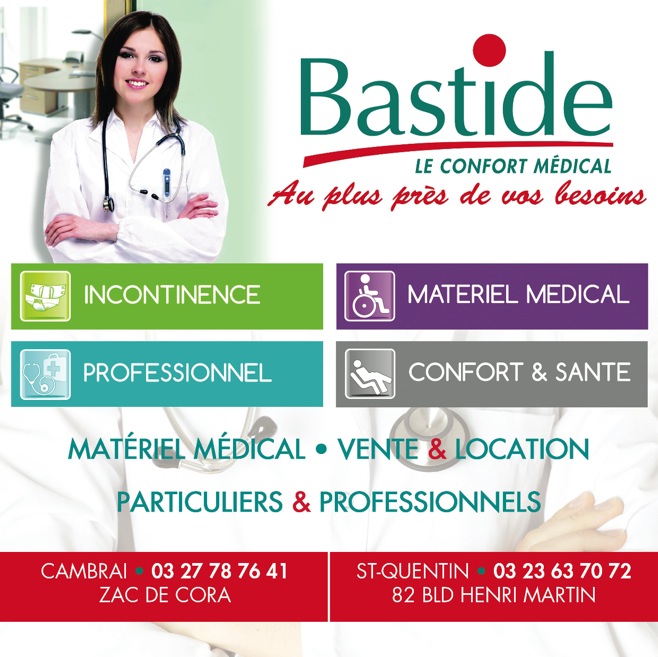 Bastide
LE CONFORT MÉDICAL
Au plus près de vos besoins
INCONTINENCE
MATERIEL MEDICAL
PROFESSIONNEL
CONFORT & SANTE
MATÉRIEL MÉDICAL • VENTE & LOCATION
PARTICULIERS & PROFESSIONNELS
CAMBRAI • 03 27 78 76 41
ZAC DE CORA
ST-QUENTIN • 03 23 63 70 72
82 BLD HENRI MARTIN